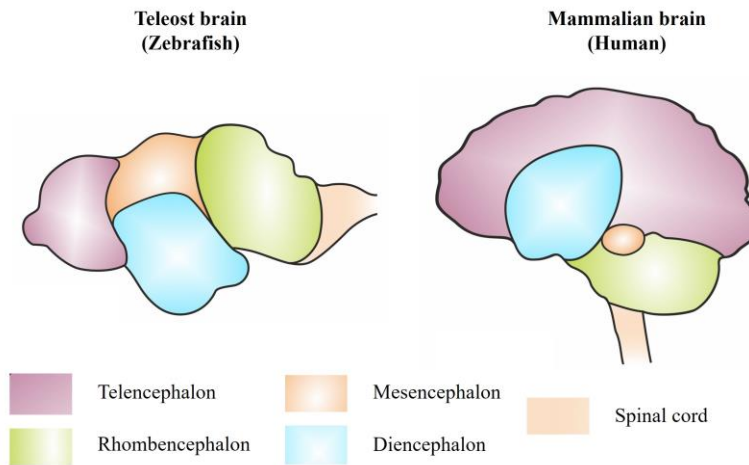 Teleost brain
(Zebrafish)
Mammalian brain
(Human)
Telencephalon
Mesencephalon
Spinal cord
Rhombencephalon
Diencephalon